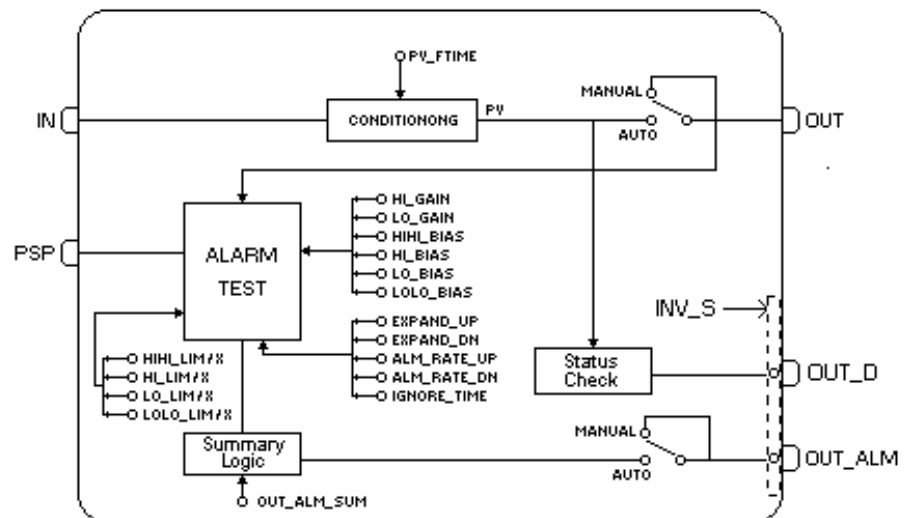 PV_FTIME
MANUAL
IN
CONDITIONONG
PV
OUT
AUTO
HI_GAIN
LO_GAIN
HIHI_BIAS
HI_BIAS
LO_BIAS
LOLO_BIAS
PSP
ALARM
TEST
INV_S
EXPAND_UP
EXPAND_DN
ALM_RATE_UP
ALM_RATE_DN
IGNORE_TIME
HIHI_LIM/X
HI_LIM/X
LO_LIM/X
LOLO_LIM/X
Status
Check
OUT_D
MANUAL
Summary
Logic
AUTO
OUT_ALM
OUT_ALM_SUM